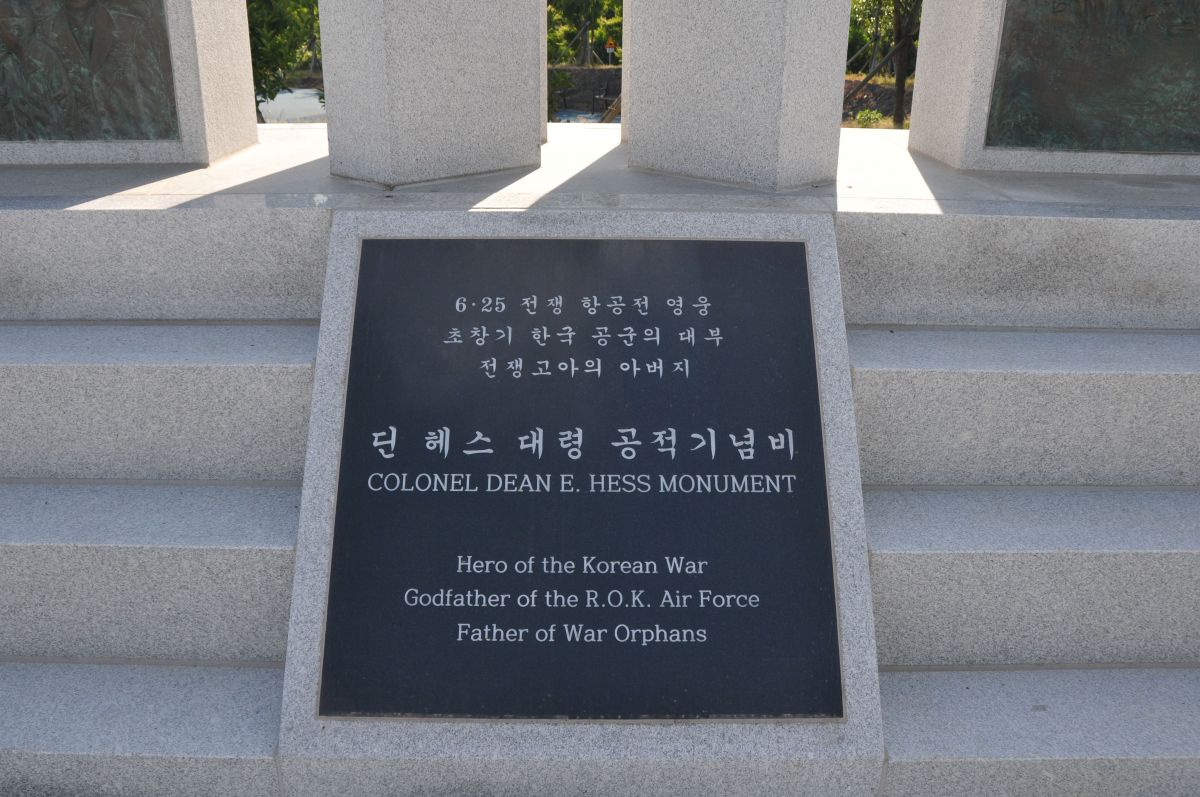 6·25 전쟁 항공전 영웅
초창기 한국 공군의 대부
전쟁고아의 아버지
딘 헤스 대령 공적기념비
COLONEL DEAN E. HESS MONUMENT
Hero of the Korean War
Godfather of the R.O.K. Air Force
Father of War Orphans